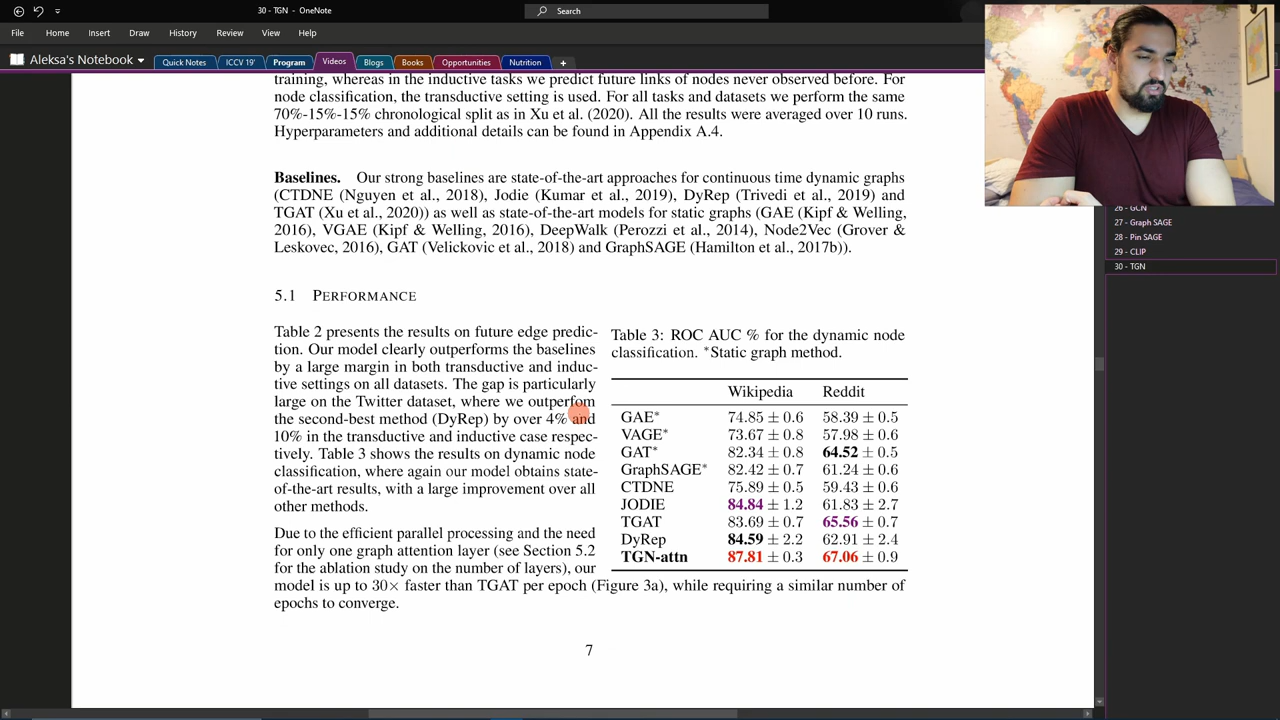 30 - TGN - OneNote
Search
File Home Insert Draw History Review View Help
Aleksa's Notebook
Quick Notes ICCV 19' Program Videos Blogs Books Opportunities Nutrition +
training, whereas in the inductive tasks we predict future links of nodes never observed before. For
node classification, the transductive setting is used. For all tasks and datasets we perform the same
70%-15%-15% chronological split as in Xu et al. (2020). All the results were averaged over 10 runs.
Hyperparameters and additional details can be found in Appendix A.4.
Baselines. Our strong baselines are state-of-the-art approaches for continuous time dynamic graphs
(CTDNE (Nguyen et al., 2018), Jodie (Kumar et al., 2019), DyRep (Trivedi et al., 2019) and
TGAT (Xu et al., 2020)) as well as state-of-the-art models for static graphs (GAE (Kipf & Welling,
2016), VGAE (Kipf & Welling, 2016), DeepWalk (Perozzi et al., 2014), Node2Vec (Grover &
Leskovec, 2016), GAT (Velickovic et al., 2018) and GraphSAGE (Hamilton et al., 2017b)).
5.1 PERFORMANCE
Table 2 presents the results on future edge predic-
tion. Our model clearly outperforms the baselines
by a large margin in both transductive and induc-
tive settings on all datasets. The gap is particularly
large on the Twitter dataset, where we outperfom
the second-best method (DyRep) by over 4% and
10% in the transductive and inductive case respec-
tively. Table 3 shows the results on dynamic node
classification, where again our model obtains state-
of-the-art results, with a large improvement over all
other methods.
Due to the efficient parallel processing and the need
for only one graph attention layer (see Section 5.2
for the ablation study on the number of layers), our
model is up to 30× faster than TGAT per epoch (Figure 3a), while requiring a similar number of
epochs to converge.
Table 3: ROC AUC % for the dynamic node
classification. *Static graph method.
Wikipedia Reddit
GAE* 74.85 ± 0.6 58.39 ± 0.5
VAGE* 73.67 ± 0.8 57.98 ± 0.6
GAT* 82.34 ± 0.8 64.52 ± 0.5
GraphSAGE* 82.42 ± 0.7 61.24 ± 0.6
CTDNE 75.89 ± 0.5 59.43 ± 0.6
JODIE 84.84 ± 1.2 61.83 ± 2.7
TGAT 83.69 ± 0.7 65.56 ± 0.7
DyRep 84.59 ± 2.2 62.91 ± 2.4
TGN-attn 87.81 ± 0.3 67.06 ± 0.9
7
26 - GCN
27 - Graph SAGE
28 - Pin SAGE
29 - CLIP
30 - TGN